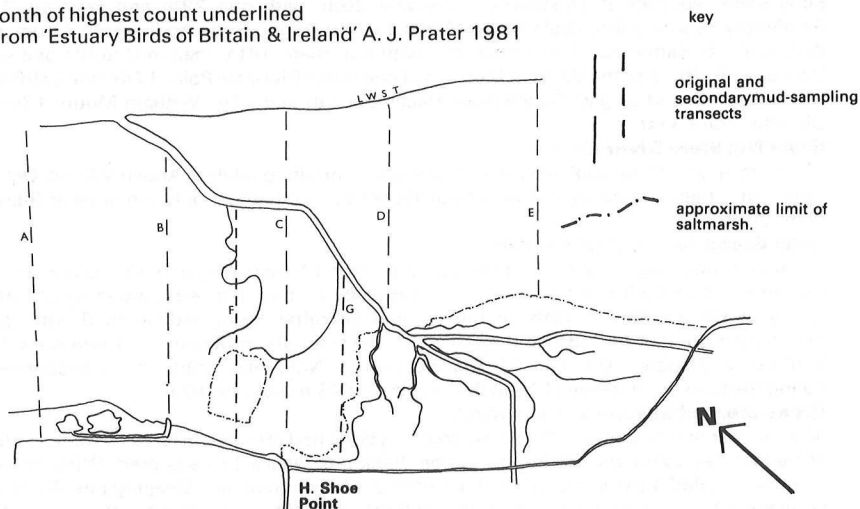 onth of highest count underlined
rom 'Estuary Birds of Britain & Ireland' A. J. Prater 1981
key
original and
secondarymud-sampling
transects
approximate limit of
saltmarsh.
LWST
A
B
C
D
E
F
G
N
H. Shoe
Point